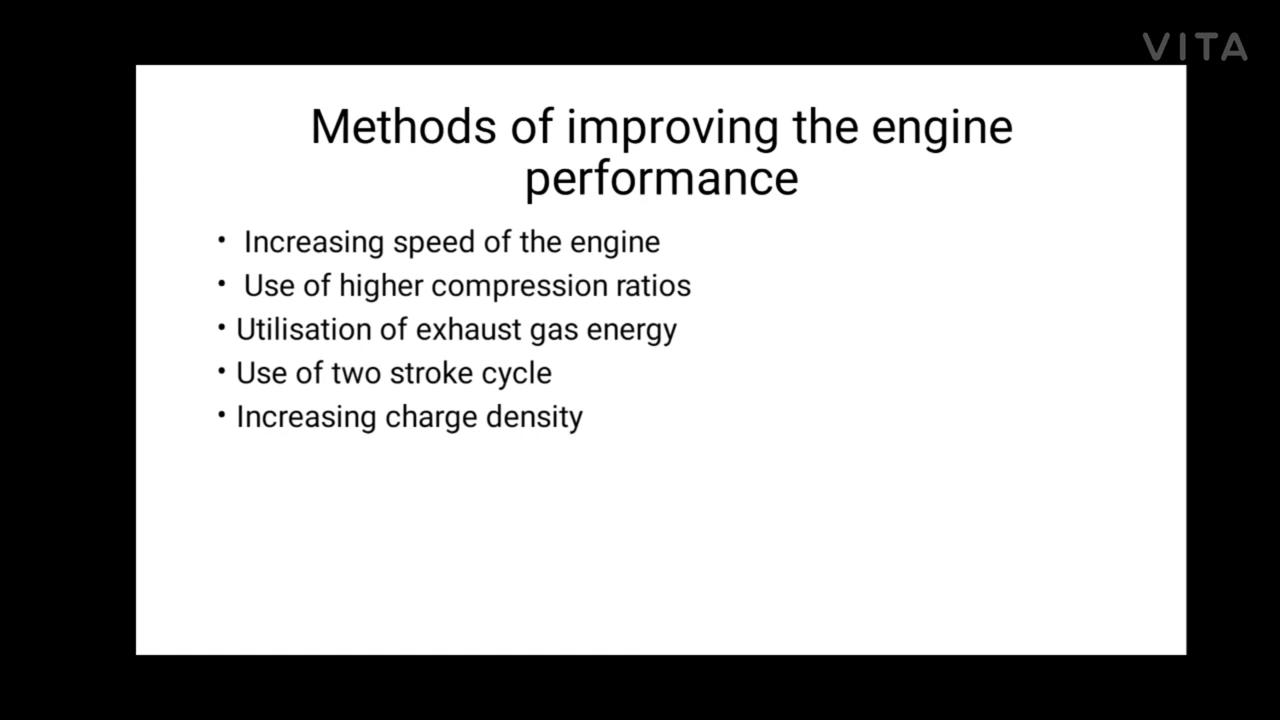 VITA
Methods of improving the engine
performance
• Increasing speed of the engine
• Use of higher compression ratios
• Utilisation of exhaust gas energy
• Use of two stroke cycle
• Increasing charge density